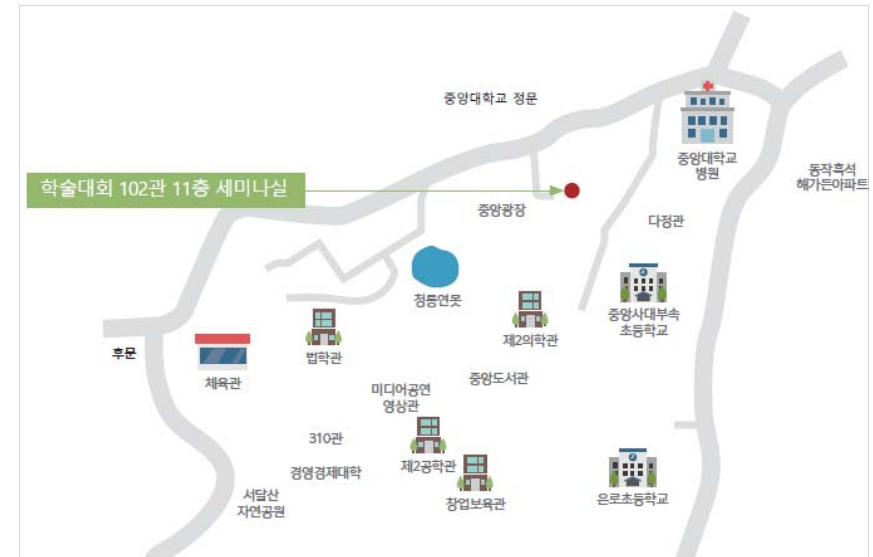 중앙대학교 정문
중앙대학교
병원
동작흑석
해가든아파트
학술대회 102관 11층 세미나실
중앙광장
다정관
청룡연못
중앙사대부속
초등학교
제2의학관
후문
법학관
체육관
중앙도서관
미디어공연
영상관
310관
경영경제대학
제2공학관
서달산
자연공원
창업보육관
은로초등학교